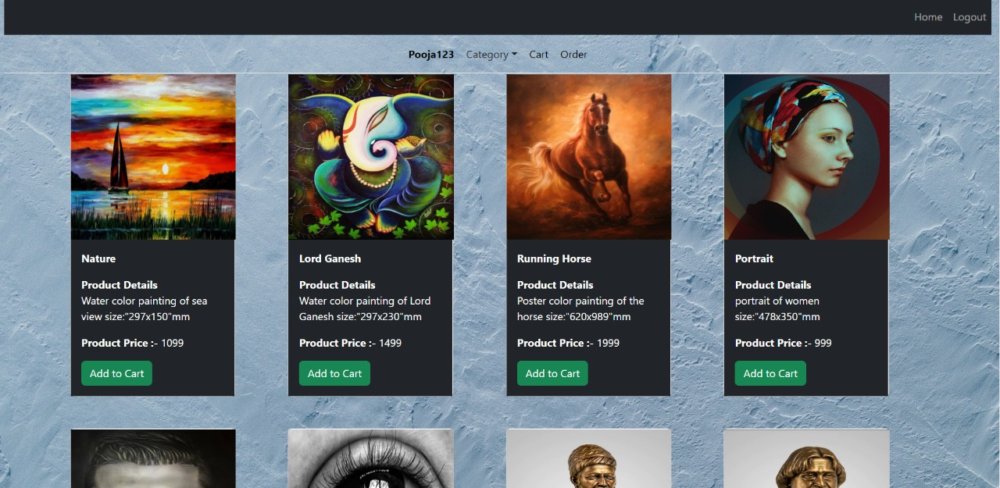 Home Logout
Pooja123 Category Cart Order
Nature
Product Details
Water color painting of sea
view size:"297x150"mm
Product Price :- 1099
Add to Cart
Lord Ganesh
Product Details
Water color painting of Lord
Ganesh size:"297x230"mm
Product Price :- 1499
Add to Cart
Running Horse
Product Details
Poster color painting of the
horse size:"620x989"mm
Product Price :- 1999
Add to Cart
Portrait
Product Details
portrait of women
size:"478x350"mm
Product Price :- 999
Add to Cart